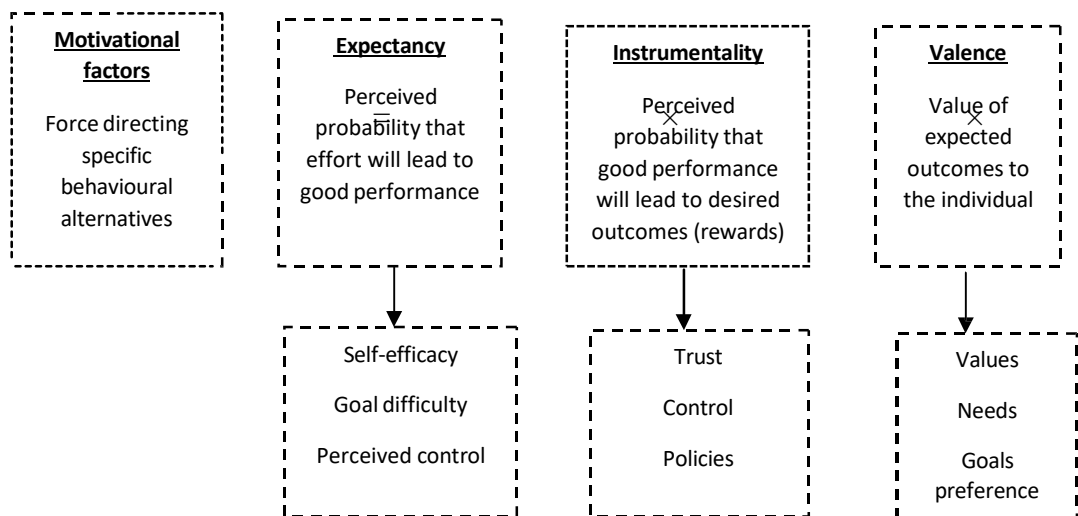 Motivational
factors
Force directing
specific
behavioural
alternatives
Expectancy
Perceived
=
probability that
effort will lead to
good performance
Instrumentality
Perceived
×
probability that
good performance
will lead to desired
outcomes (rewards)
Valence
Value of
×
expected
outcomes to
the individual
Self-efficacy
Goal difficulty
Perceived control
Trust
Control
Policies
Values
Needs
Goals
preference